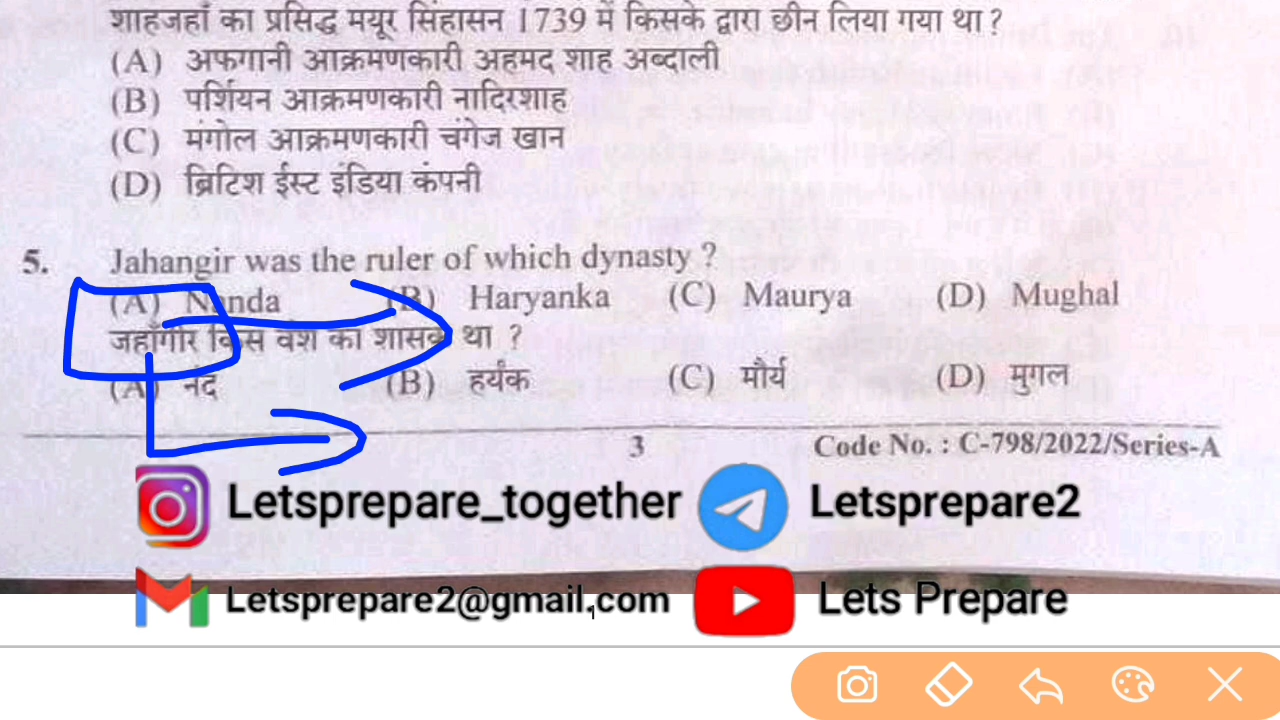 शाहजहाँ का प्रसिद्ध मयूर सिंहासन 1739 में किसके द्वारा छीन लिया गया था ?
(A) अफगानी आक्रमणकारी अहमद शाह अब्दाली
(B) पर्शियन आक्रमणकारी नादिरशाह
(C) मंगोल आक्रमणकारी चंगेज खान
(D) ब्रिटिश ईस्ट इंडिया कंपनी
5. Jahangir was the ruler of which dynasty ?
(A) Nanda (B) Haryanka (C) Maurya (D) Mughal
जहाँगीर किस वंश का शासक था ?
(A) नंद (B) हर्यंक (C) मौर्य (D) मुगल
3 Code No. : C-798/2022/Series-A
Letsprepare_together Letsprepare2
Letsprepare2@gmail.com Lets Prepare